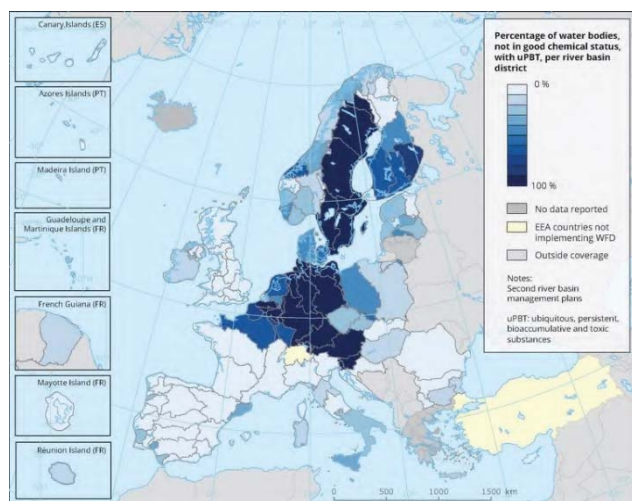 Canary Islands (ES)
Azores Islands (PT)
Madeira Island (PT)
Guadeloupe and
Martinique Islands (FR)
French Guiana (FR)
Mayotte Island (FR)
Réunion Island (FR)
Percentage of water bodies,
not in good chemical status,
with uPBT, per river basin
district
0 %
100 %
No data reported
EEA countries not
implementing WFD
Outside coverage
Notes:
Second river basin
management plans
uPBT: ubiquitous, persistent,
bioaccumulative and toxic
substances
0 500 1000 1500 km